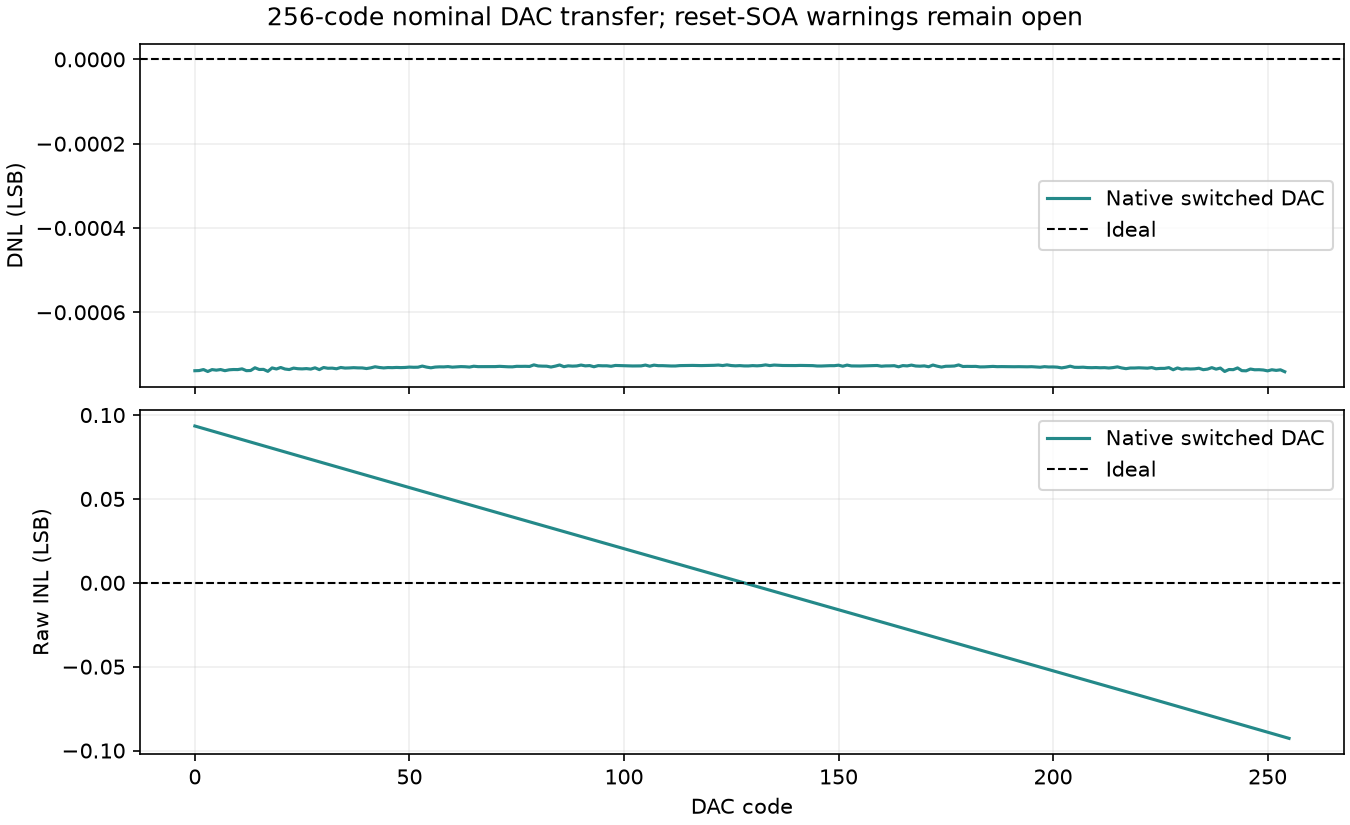 256-code nominal DAC transfer; reset-SOA warnings remain open
0.0000
−0.0002
−0.0004
−0.0006
DNL (LSB)
Native switched DAC
Ideal
0.10
0.05
0.00
−0.05
−0.10
Raw INL (LSB)
Native switched DAC
Ideal
0 50 100 150 200 250
DAC code